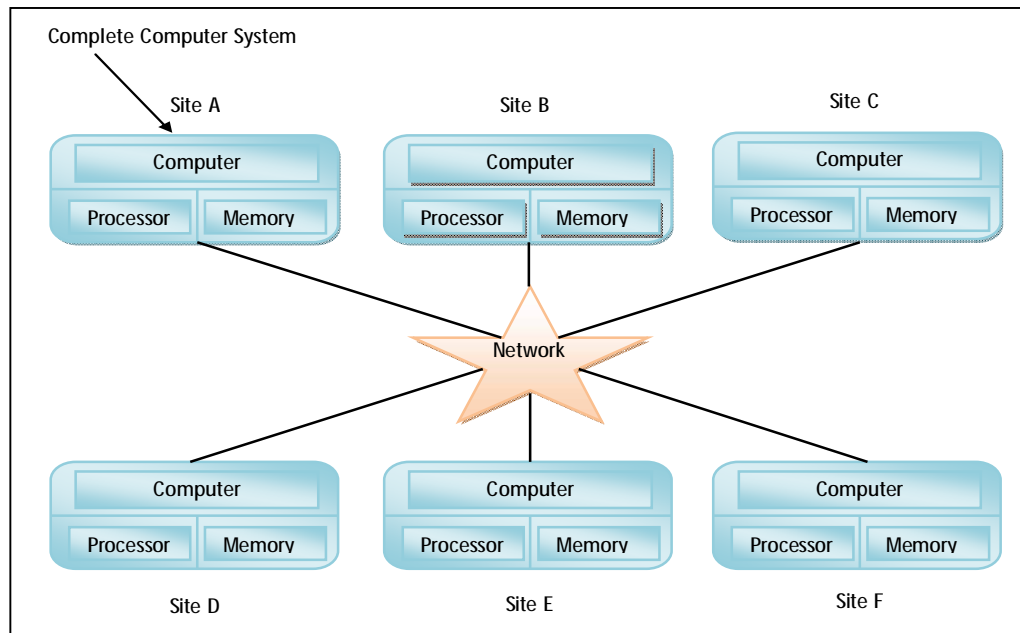 Complete Computer System
Site A
Site B
Site C
Computer
Computer
Computer
Processor
Memory
Processor
Memory
Processor
Memory
Network
Computer
Computer
Computer
Processor
Memory
Processor
Memory
Processor
Memory
Site D
Site E
Site F